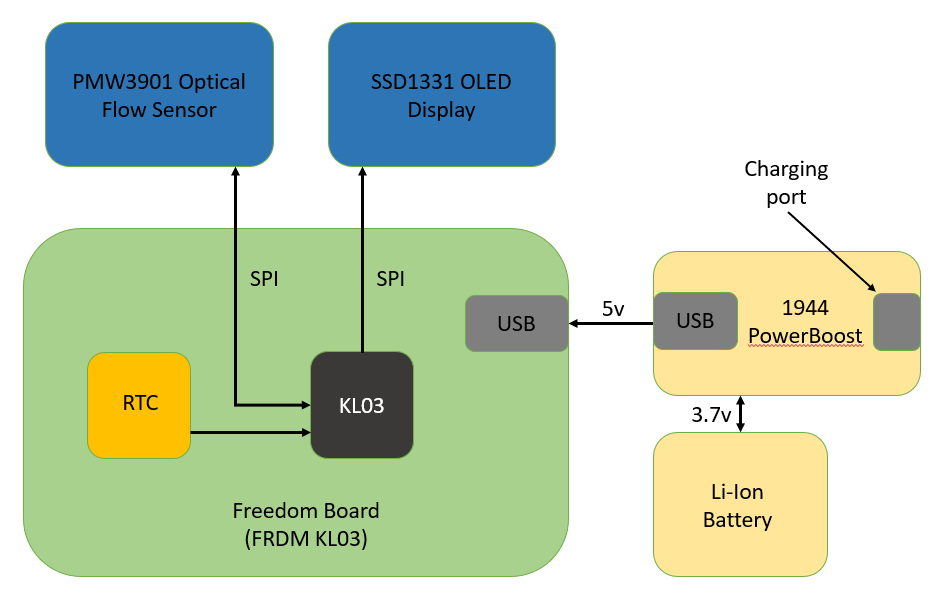 PMW3901 Optical
Flow Sensor
SSD1331 OLED
Display
Charging
port
SPI
SPI
USB
5v
USB
1944
PowerBoost
RTC
KL03
3.7v
Freedom Board
(FRDM KL03)
Li-Ion
Battery